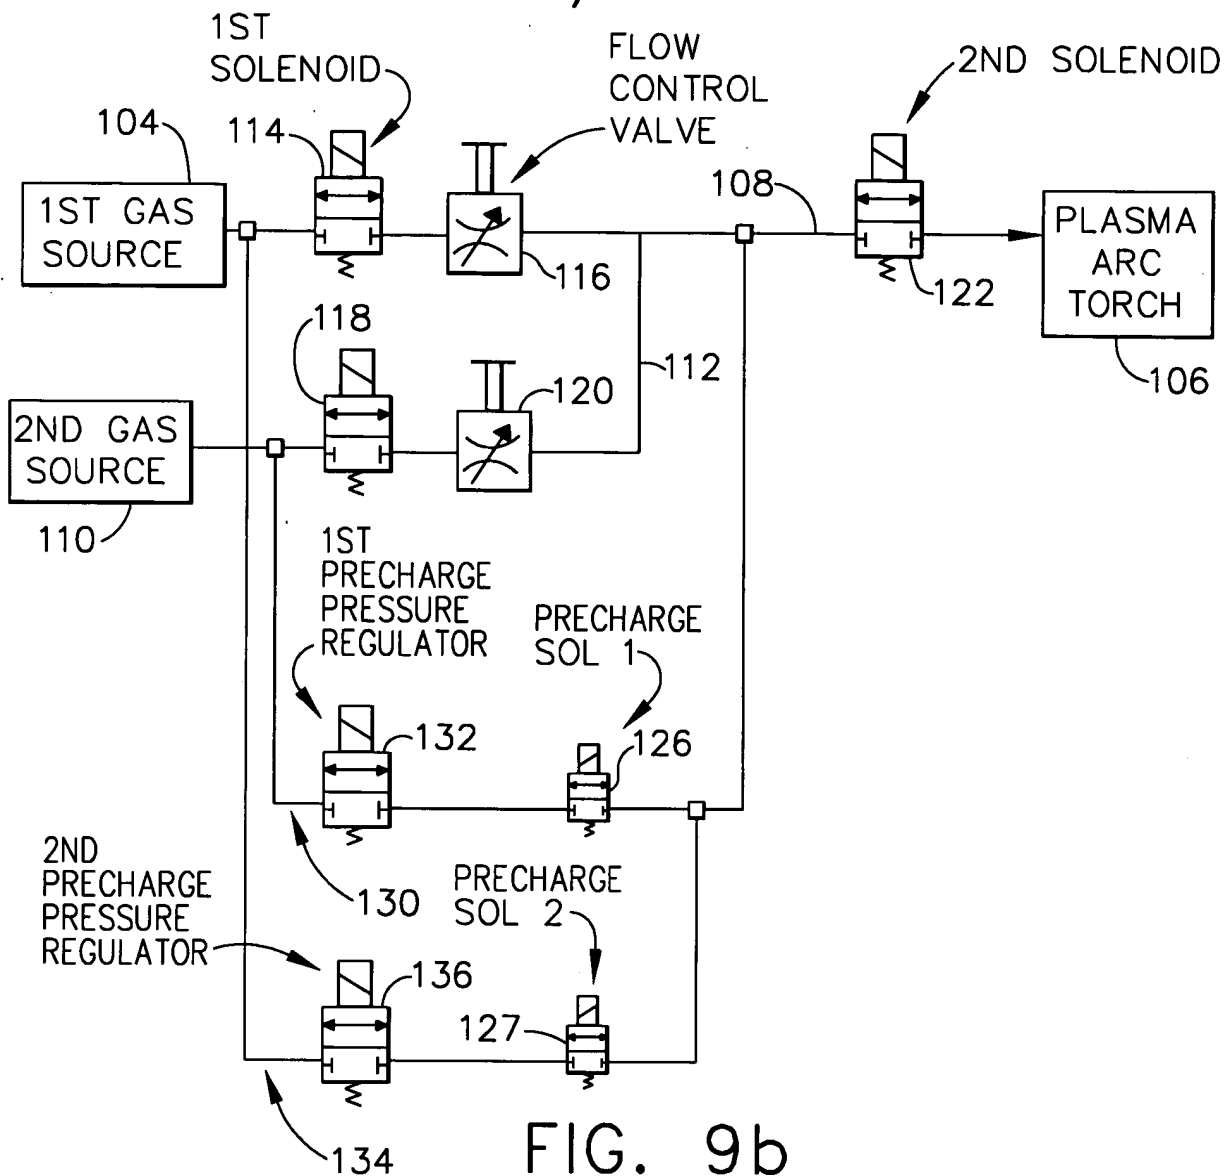 1ST
SOLENOID
FLOW
CONTROL
VALVE
2ND SOLENOID
104
114
108
1ST GAS
SOURCE
116
122
PLASMA
ARC
TORCH
106
118
112
120
2ND GAS
SOURCE
110
1ST
PRECHARGE
PRESSURE
REGULATOR
PRECHARGE
SOL 1
132
126
130
2ND
PRECHARGE
PRESSURE
REGULATOR
PRECHARGE
SOL 2
136
127
134
FIG. 9b